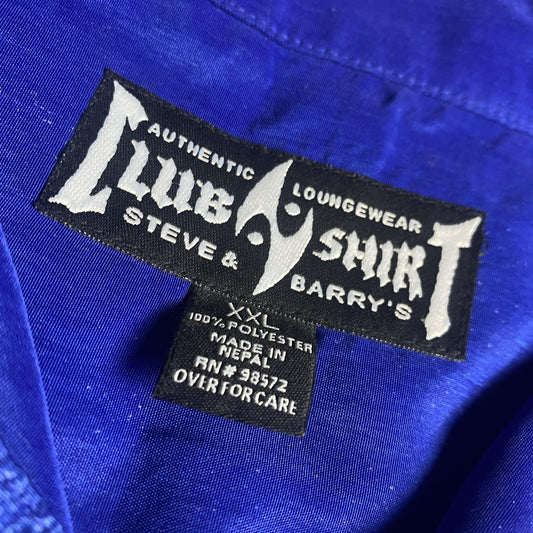 AUTHENTIC LOUNGEWEAR
CLUB SHIRT
STEVE & BARRY'S
XXL
100% POLYESTER
MADE IN
NEPAL
RN# 98572
OVER FOR CARE